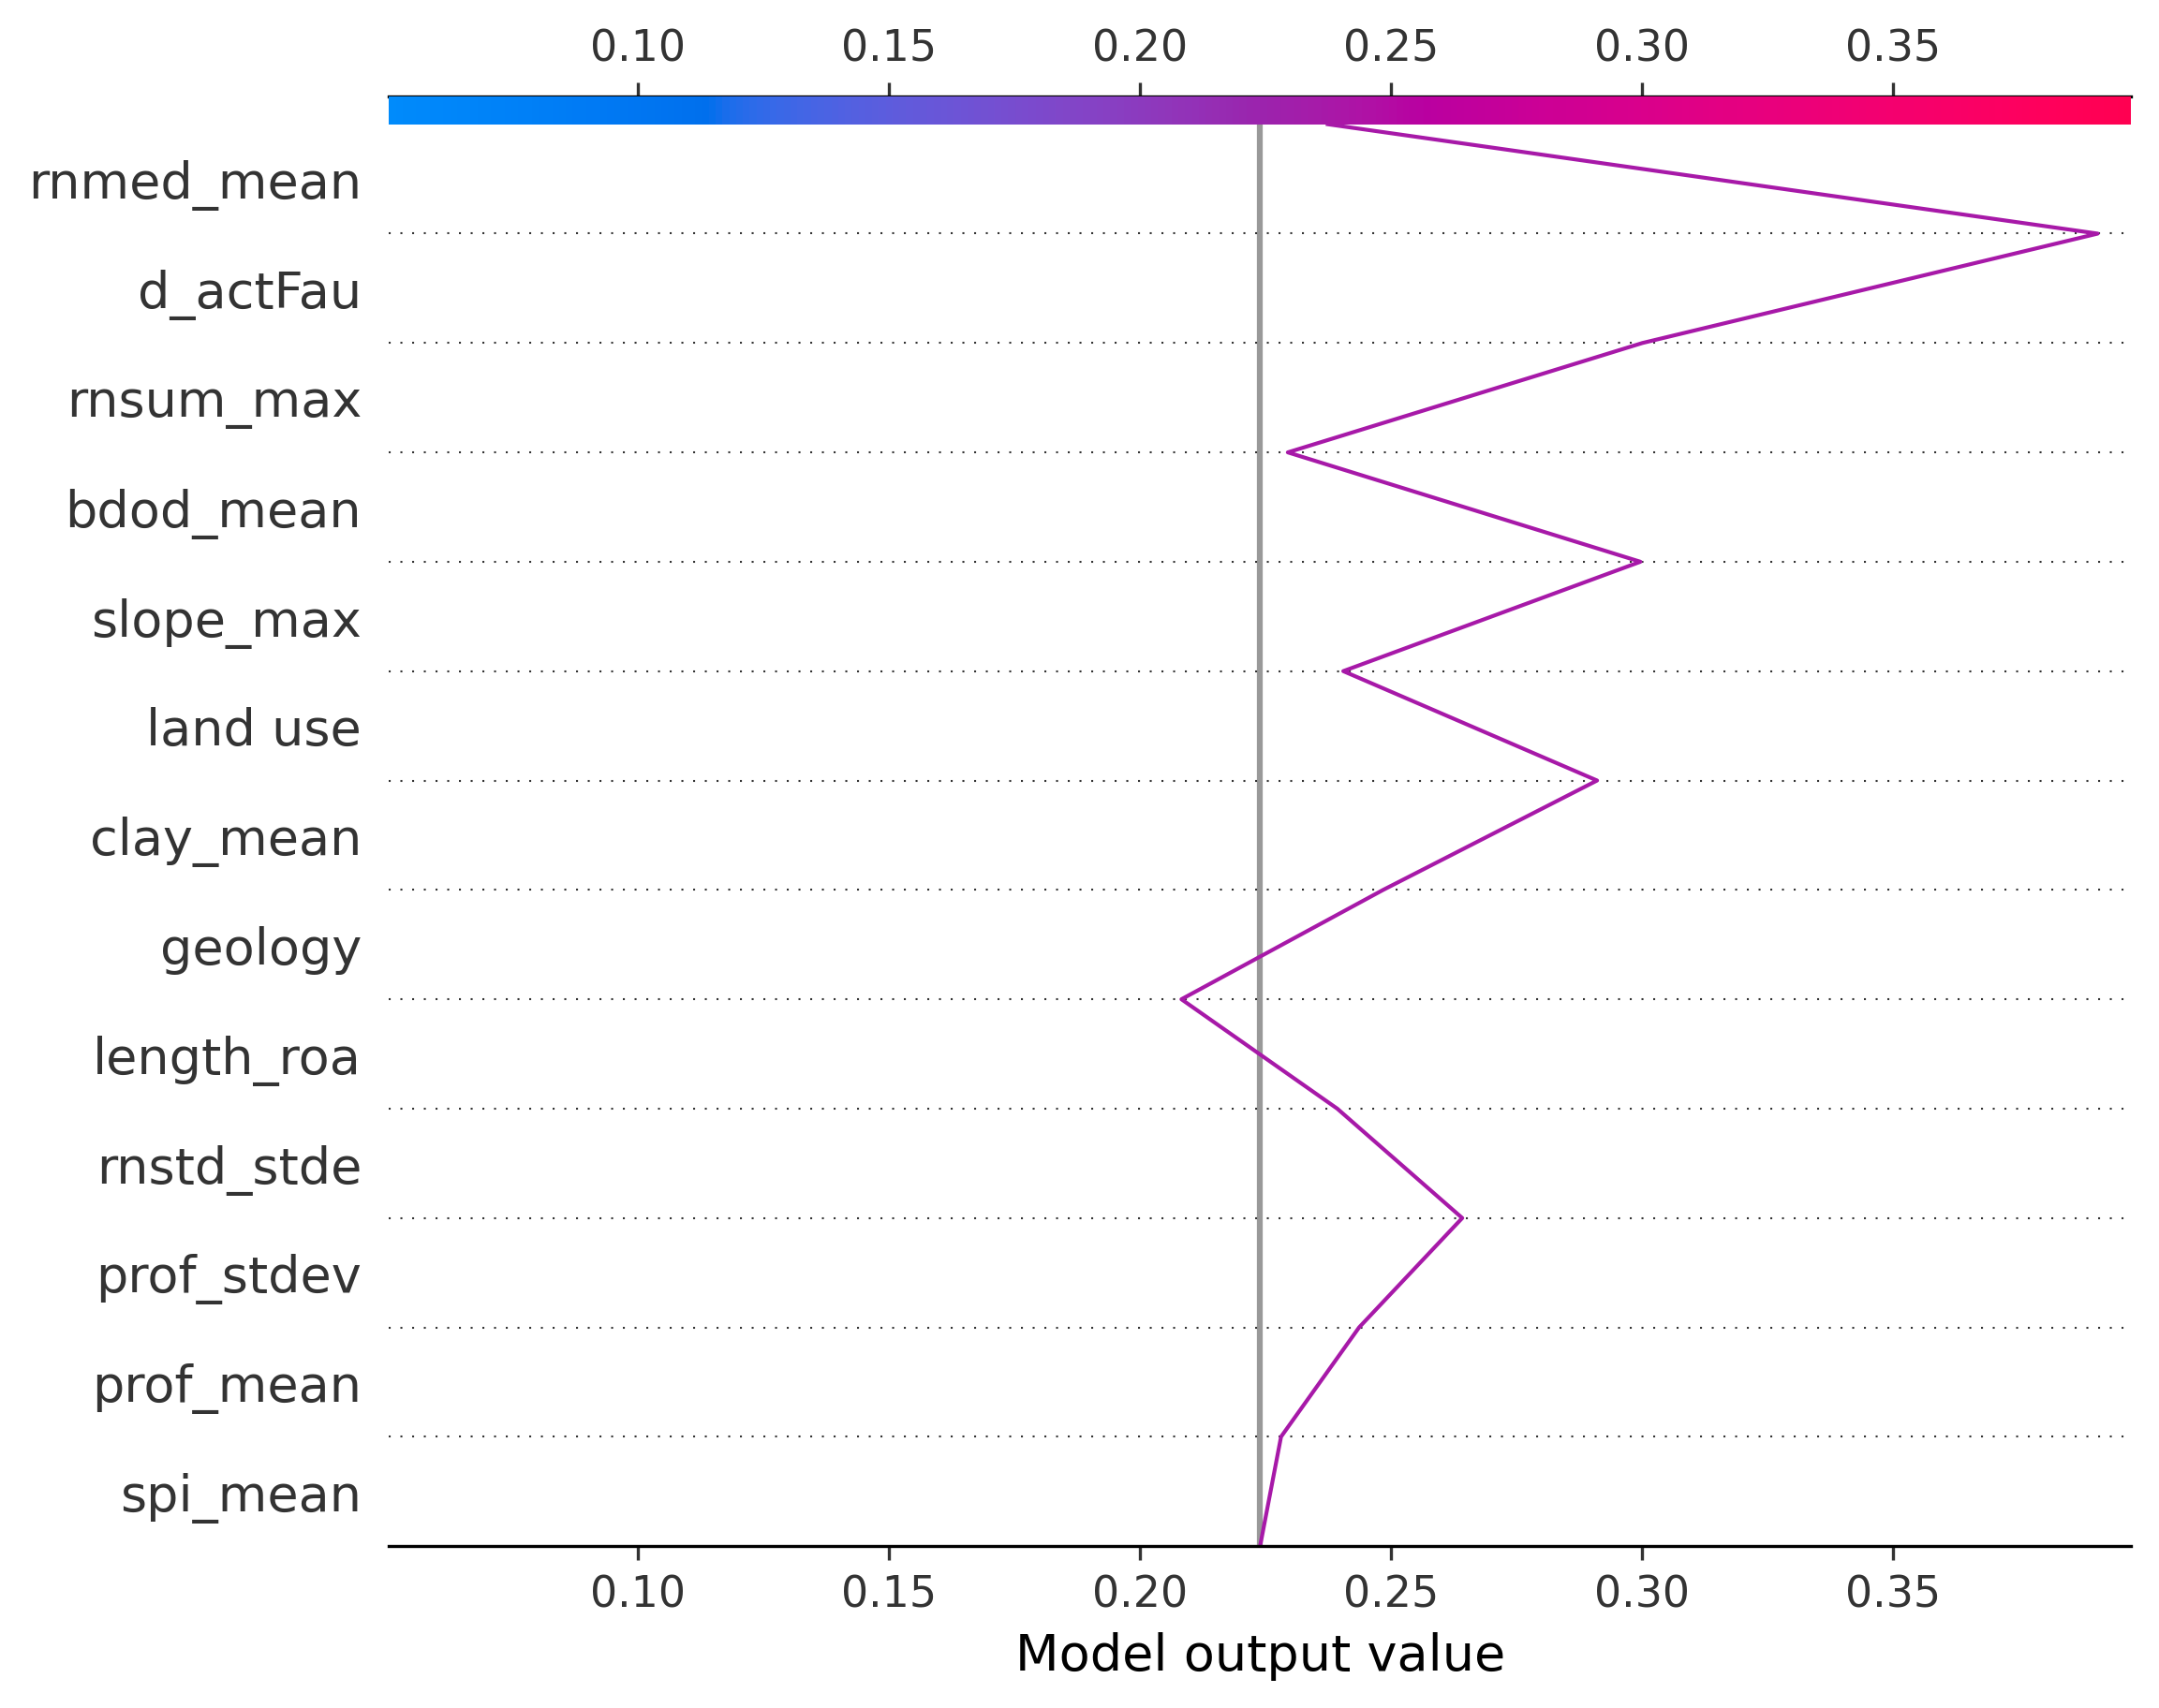 0.10 0.15 0.20 0.25 0.30 0.35
rnmed_mean
d_actFau
rnsum_max
bdod_mean
slope_max
land use
clay_mean
geology
length_roa
rnstd_stde
prof_stdev
prof_mean
spi_mean
0.10 0.15 0.20 0.25 0.30 0.35
Model output value